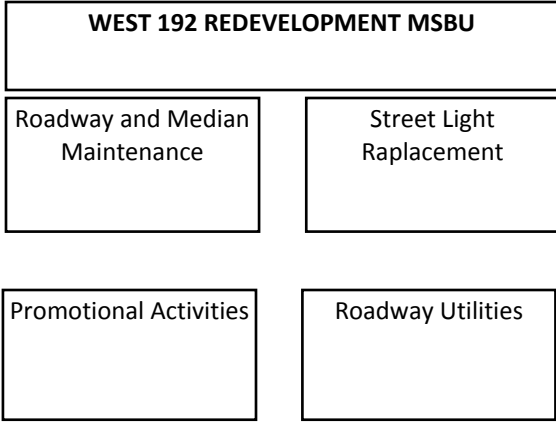 WEST 192 REDEVELOPMENT MSBU
Roadway and Median
Maintenance
Street Light
Raplacement
Promotional Activities
Roadway Utilities